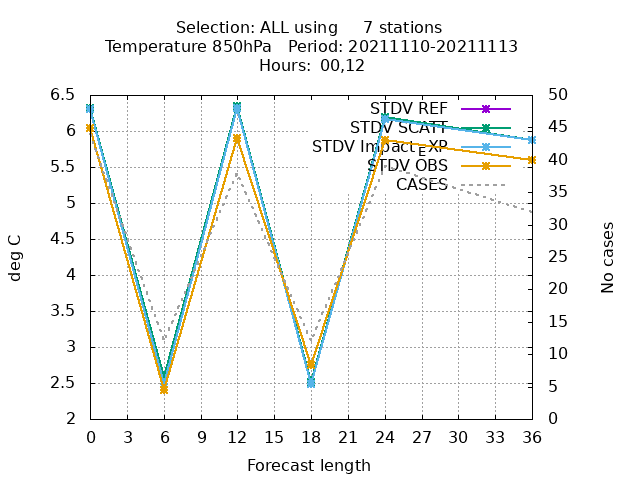 Selection: ALL using 7 stations
Temperature 850hPa Period: 20211110-20211113
Hours: 00,12
6.5
6
5.5
5
4.5
4
3.5
3
2.5
2
deg C
STDV REF
STDV SCATT
STDV Impact_EXP
STDV OBS
CASES
50
45
40
35
30
25
20
15
10
5
0
No cases
0 3 6 9 12 15 18 21 24 27 30 33 36
Forecast length